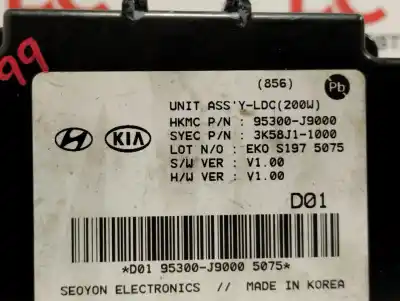 99
(856)
Pb
UNIT ASS'Y-LDC(200W)
HKMC P/N : 95300-J9000
SYEC P/N : 3K58J1-1000
LOT N/O : EKO S197 5075
S/W VER : V1.00
H/W VER : V1.00
KIA
D01
*D01 95300-J9000 5075*
SEOYON ELECTRONICS // MADE IN KOREA